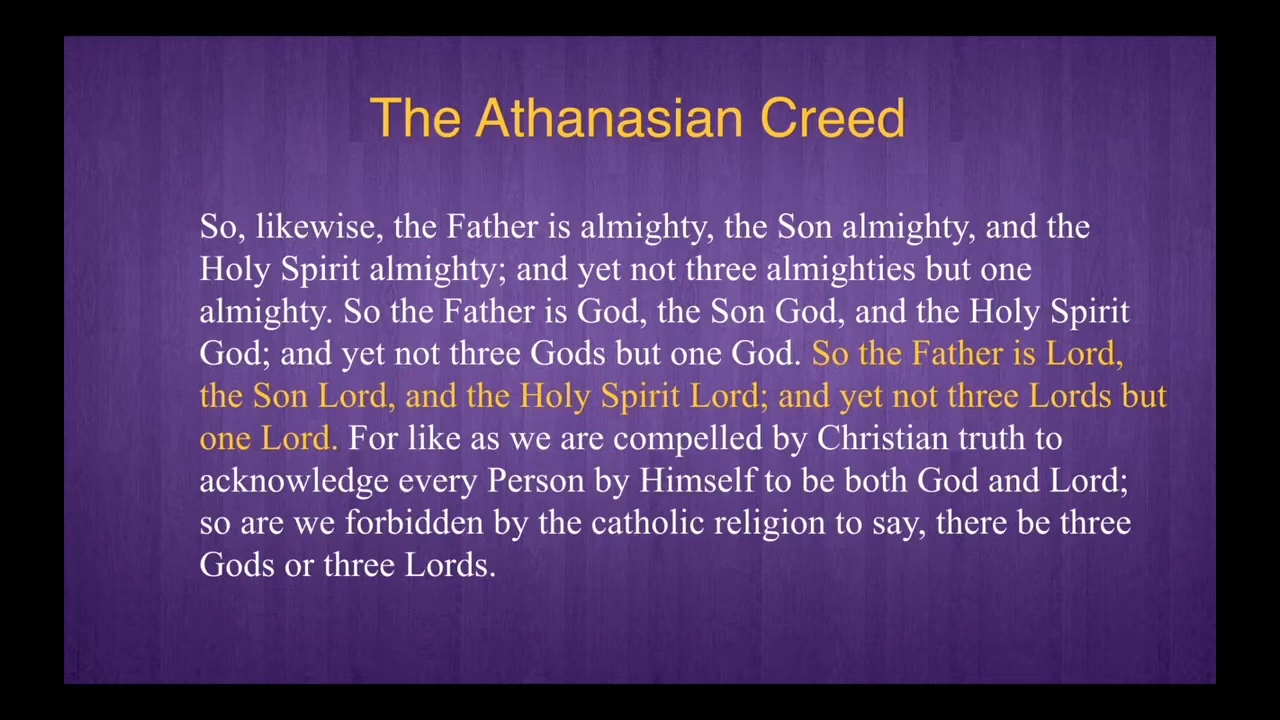 The Athanasian Creed
So, likewise, the Father is almighty, the Son almighty, and the
Holy Spirit almighty; and yet not three almighties but one
almighty. So the Father is God, the Son God, and the Holy Spirit
God; and yet not three Gods but one God. So the Father is Lord,
the Son Lord, and the Holy Spirit Lord; and yet not three Lords but
one Lord. For like as we are compelled by Christian truth to
acknowledge every Person by Himself to be both God and Lord;
so are we forbidden by the catholic religion to say, there be three
Gods or three Lords.